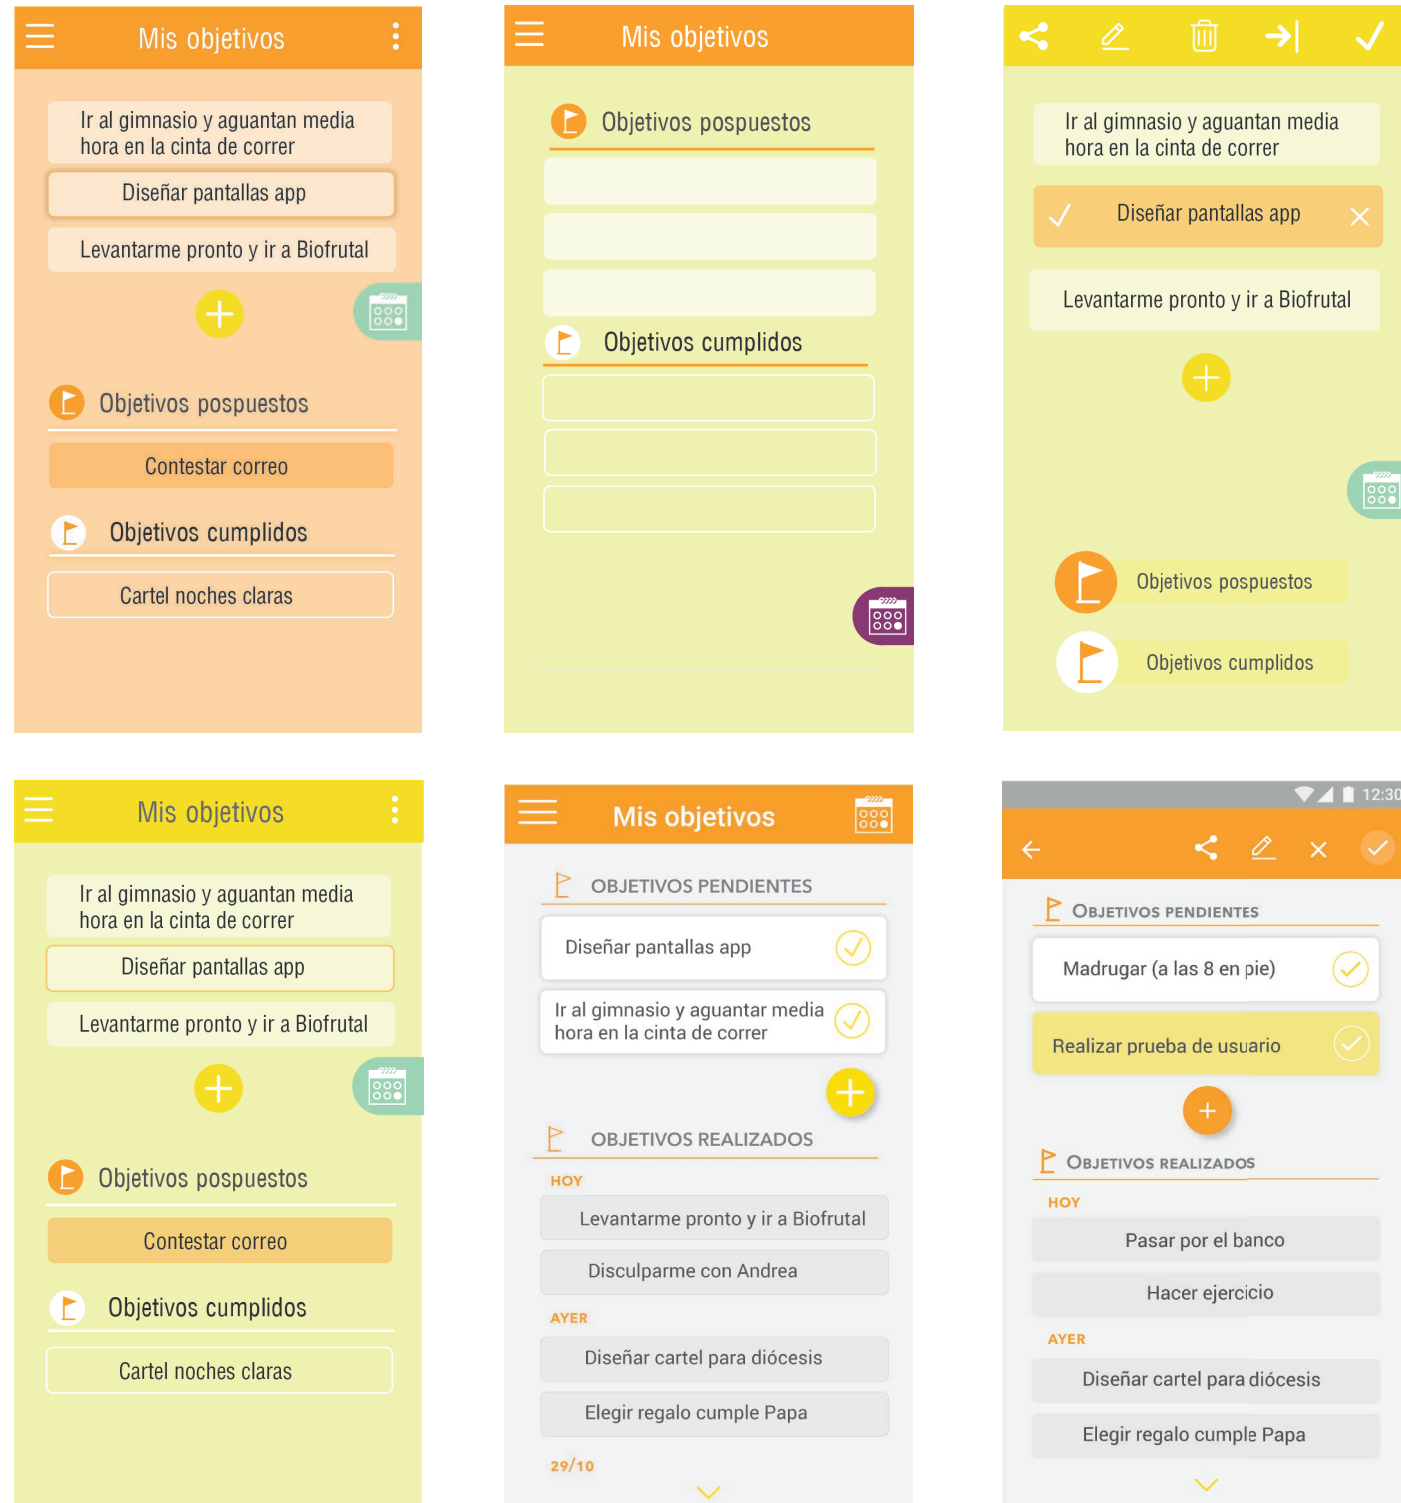 Mis objetivos
Ir al gimnasio y aguantan media
hora en la cinta de correr
Diseñar pantallas app
Levantarme pronto y ir a Biofrutal
Objetivos pospuestos
Contestar correo
Objetivos cumplidos
Cartel noches claras
Mis objetivos
Objetivos pospuestos
Objetivos cumplidos
Ir al gimnasio y aguantan media
hora en la cinta de correr
Diseñar pantallas app
Levantarme pronto y ir a Biofrutal
Objetivos pospuestos
Objetivos cumplidos
Mis objetivos
Ir al gimnasio y aguantan media
hora en la cinta de correr
Diseñar pantallas app
Levantarme pronto y ir a Biofrutal
Objetivos pospuestos
Contestar correo
Objetivos cumplidos
Cartel noches claras
Mis objetivos
OBJETIVOS PENDIENTES
Diseñar pantallas app
Ir al gimnasio y aguantar media
hora en la cinta de correr
OBJETIVOS REALIZADOS
HOY
Levantarme pronto y ir a Biofrutal
Disculparme con Andrea
AYER
Diseñar cartel para diócesis
Elegir regalo cumple Papa
29/10
12:30
OBJETIVOS PENDIENTES
Madrugar (a las 8 en pie)
Realizar prueba de usuario
OBJETIVOS REALIZADOS
HOY
Pasar por el banco
Hacer ejercicio
AYER
Diseñar cartel para diócesis
Elegir regalo cumple Papa